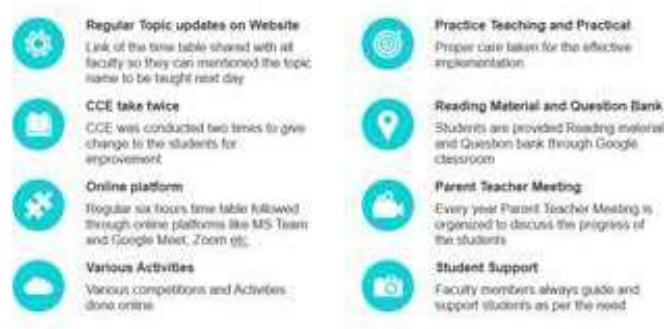 Regular Topic updates on Website
Link of the time table shared with all
faculty so they can mentioned the topic
name to be taught next day
CCE take twice
CCE was conducted two times to give
change to the students for
improvement
Online platform
Regular six hours time table followed
through online platforms like MS Team
and Google Meet, Zoom etc.
Various Activities
Various competitions and Activities
done online
Practice Teaching and Practical
Proper care taken for the effective
implementation
Reading Material and Question Bank
Students are provided Reading material
and Question bank through Google
classroom
Parent Teacher Meeting
Every year Parent Teacher Meeting is
organized to discuss the progress of
the students
Student Support
Faculty members always guide and
support students as per the need